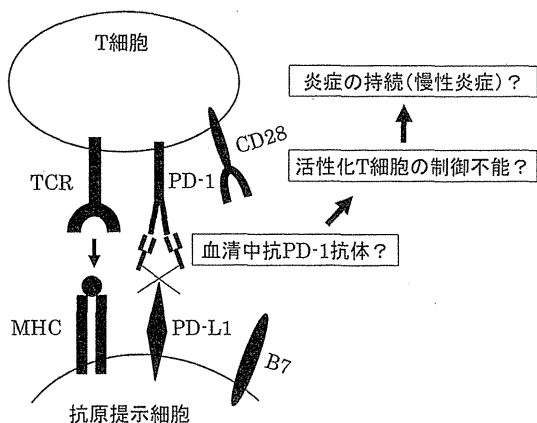 T細胞
炎症の持続(慢性炎症)?
CD28
活性化T細胞の制御不能?
TCR
PD-1
血清中抗PD-1抗体?
MHC
PD-L1
B7
抗原提示細胞